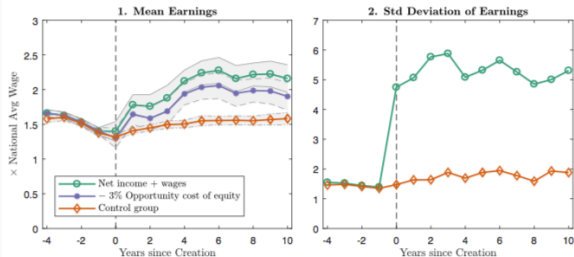 1. Mean Earnings
3
2.5
2
1.5
1
0.5
0
× National Avg Wage
-4 -2 0 2 4 6 8 10
Years since Creation
Net income + wages
− 3% Opportunity cost of equity
Control group
2. Std Deviation of Earnings
7
6
5
4
3
2
1
0
-4 -2 0 2 4 6 8 10
Years since Creation